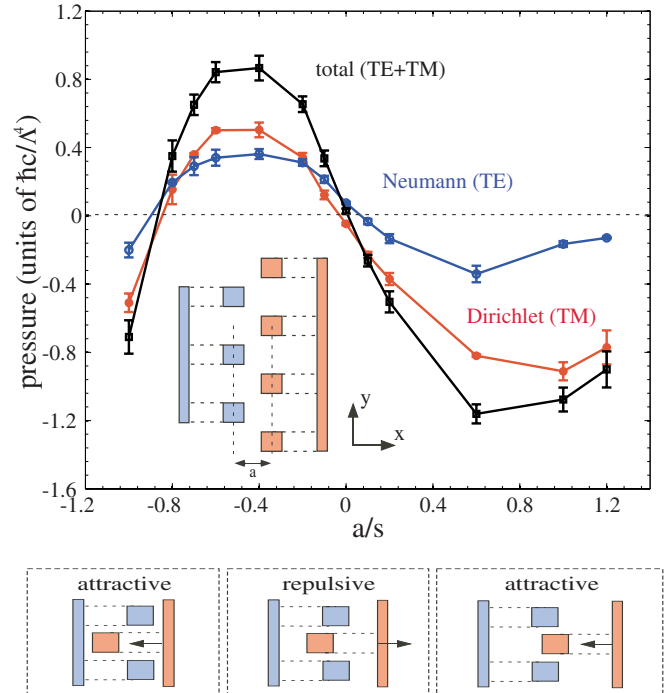 1.2
0.8
0.4
0
-0.4
-0.8
-1.2
-1.6
pressure (units of ħc/Λ⁴)
total (TE+TM)
Neumann (TE)
Dirichlet (TM)
y
x
a
-1.2 -0.8 -0.4 0 0.4 0.8 1.2
a/s
attractive repulsive attractive